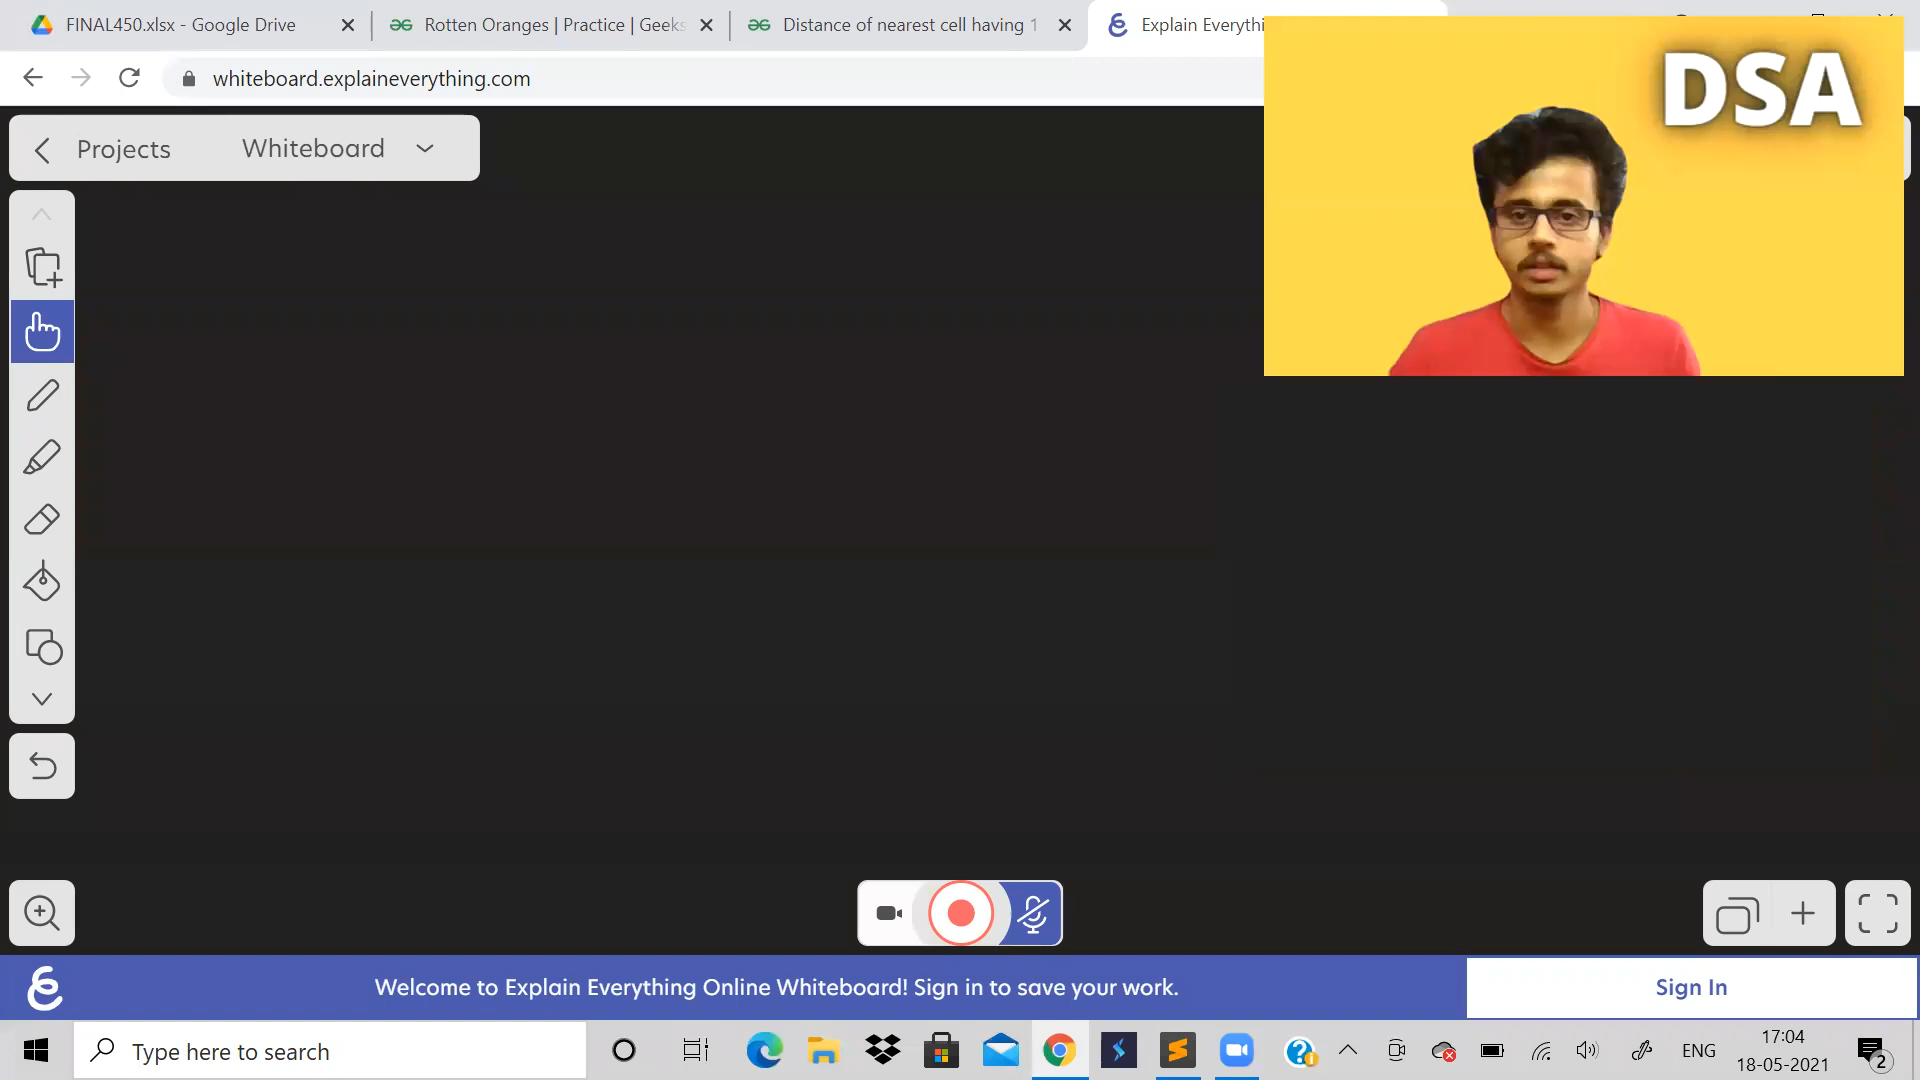 FINAL450.xlsx - Google Drive
Rotten Oranges | Practice | Geeks
Distance of nearest cell having 1
Explain Everythi
whiteboard.explaineverything.com
DSA
Projects
Whiteboard
Welcome to Explain Everything Online Whiteboard! Sign in to save your work.
Sign In
Type here to search
ENG
17:04
18-05-2021
2